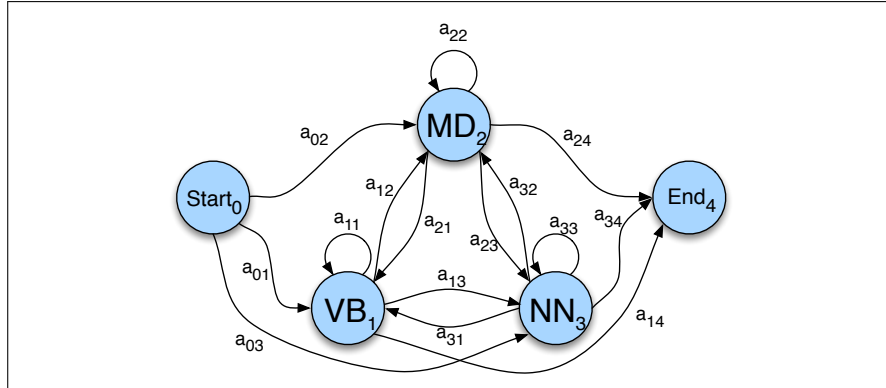 a22
MD2
a02
a24
a12
a32
Start0
End4
a11
a21
a23
a33
a34
a01
a13
VB1
NN3
a14
a03
a31